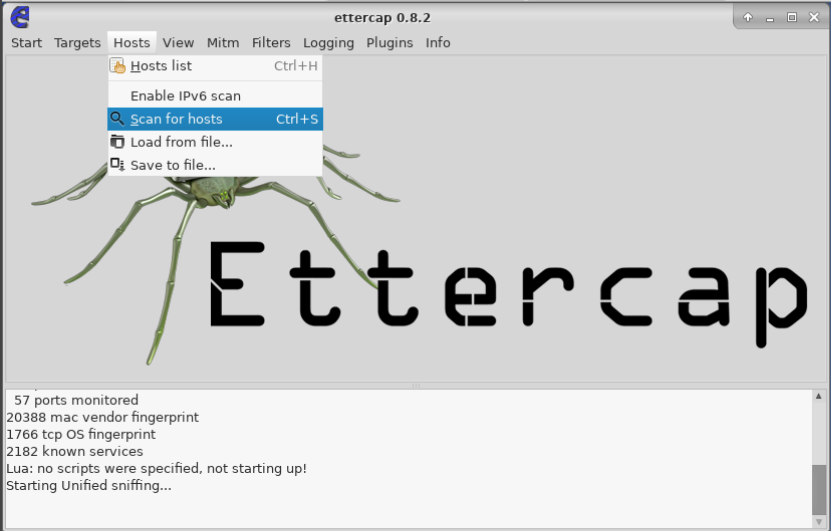 ettercap 0.8.2
Start Targets Hosts View Mitm Filters Logging Plugins Info
Hosts list Ctrl+H
Enable IPv6 scan
Scan for hosts Ctrl+S
Load from file...
Save to file...
Ettercap
57 ports monitored
20388 mac vendor fingerprint
1766 tcp OS fingerprint
2182 known services
Lua: no scripts were specified, not starting up!
Starting Unified sniffing...